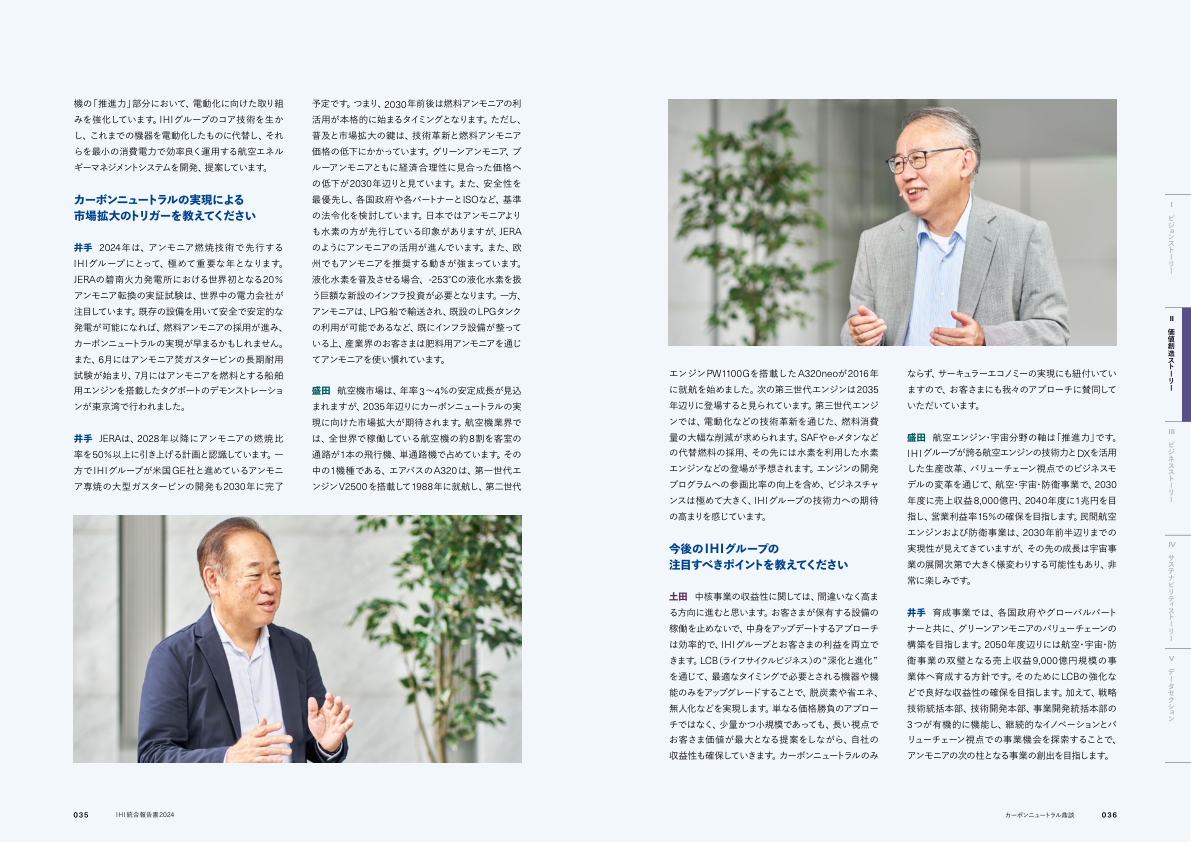 機の「推進力」部分において、電動化に向けた取り組
みを強化しています。IHIグループのコア技術を生か
し、これまでの機器を電動化したものに代替し、それ
らを最小の消費電力で効率良く運用する航空エネル
ギーマネジメントシステムを開発、提案しています。
カーボンニュートラルの実現による
市場拡大のトリガーを教えてください
井手 2024年は、アンモニア燃焼技術で先行する
IHIグループにとって、極めて重要な年となります。
JERAの碧南火力発電所における世界初となる20%
アンモニア転換の実証試験は、世界中の電力会社が
注目しています。既存の設備を用いて安全で安定的な
発電が可能になれば、燃料アンモニアの採用が進み、
カーボンニュートラルの実現が早まるかもしれません。
また、6月にはアンモニア焚ガスタービンの長期耐用
試験が始まり、7月にはアンモニアを燃料とする船舶
用エンジンを搭載したタグボートのデモンストレーショ
ンが東京湾で行われました。
井手 JERAは、2028年以降にアンモニアの燃焼比
率を50%以上に引き上げる計画と認識しています。一
方でIHIグループが米国GE社と進めているアンモニ
ア専焼の大型ガスタービンの開発も2030年に完了
予定です。つまり、2030年前後は燃料アンモニアの利
活用が本格的に始まるタイミングとなります。ただし、
普及と市場拡大の鍵は、技術革新と燃料アンモニア
価格の低下にかかっています。グリーンアンモニア、ブ
ルーアンモニアともに経済合理性に見合った価格へ
の低下が2030年辺りと見ています。また、安全性を
最優先し、各国政府や各パートナーとISOなど、基準
の法令化を検討しています。日本ではアンモニアより
も水素の方が先行している印象がありますが、JERA
のようにアンモニアの活用が進んでいます。また、欧
州でもアンモニアを推奨する動きが強まっています。
液化水素を普及させる場合、-253℃の液化水素を扱
う巨額な新設のインフラ投資が必要となります。一方、
アンモニアは、LPG船で輸送され、既設のLPGタンク
の利用が可能であるなど、既にインフラ設備が整って
いる上、産業界のお客さまは肥料用アンモニアを通じ
てアンモニアを使い慣れています。
盛田 航空機市場は、年率3～4%の安定成長が見込
まれますが、2035年辺りにカーボンニュートラルの実
現に向けた市場拡大が期待されます。航空機業界で
は、全世界で稼働している航空機の約8割を客室の
通路が1本の飛行機、単通路機で占めています。その
中の1機種である、エアバスのA320は、第一世代エ
ンジンV2500を搭載して1988年に就航し、第二世代
エンジンPW1100Gを搭載したA320neoが2016年
に就航を始めました。次の第三世代エンジンは2035
年辺りに登場すると見られています。第三世代エンジ
ンでは、電動化などの技術革新を通じた、燃料消費
量の大幅な削減が求められます。SAFやe-メタンなど
の代替燃料の採用、その先には水素を利用した水素
エンジンなどの登場が予想されます。エンジンの開発
プログラムへの参画比率の向上を含め、ビジネスチャ
ンスは極めて大きく、IHIグループの技術力への期待
の高まりを感じています。
今後のIHIグループの
注目すべきポイントを教えてください
土田 中核事業の収益性に関しては、間違いなく高ま
る方向に進むと思います。お客さまが保有する設備の
稼働を止めないで、中身をアップデートするアプローチ
は効率的で、IHIグループとお客さまの利益を両立で
きます。LCB（ライフサイクルビジネス）の“深化と進化”
を通じて、最適なタイミングで必要とされる機器や機
能のみをアップグレードすることで、脱炭素や省エネ、
無人化などを実現します。単なる価格勝負のアプロー
チではなく、少量かつ小規模であっても、長い視点で
お客さま価値が最大となる提案をしながら、自社の
収益性も確保していきます。カーボンニュートラルのみ
ならず、サーキュラーエコノミーの実現にも紐付いてい
ますので、お客さまにも我々のアプローチに賛同して
いただいています。
盛田 航空エンジン・宇宙分野の軸は「推進力」です。
IHIグループが誇る航空エンジンの技術力とDXを活用
した生産改革、バリューチェーン視点でのビジネスモ
デルの変革を通じて、航空・宇宙・防衛事業で、2030
年度に売上収益8,000億円、2040年度に1兆円を目
指し、営業利益率15%の確保を目指します。民間航空
エンジンおよび防衛事業は、2030年前半辺りまでの
実現性が見えてきていますが、その先の成長は宇宙事
業の展開次第で大きく様変わりする可能性もあり、非
常に楽しみです。
井手 育成事業では、各国政府やグローバルパート
ナーと共に、グリーンアンモニアのバリューチェーンの
構築を目指します。2050年度辺りには航空・宇宙・防
衛事業の双璧となる売上収益9,000億円規模の事
業体へ育成する方針です。そのためにLCBの強化な
どで良好な収益性の確保を目指します。加えて、戦略
技術統括本部、技術開発本部、事業開発統括本部の
3つが有機的に機能し、継続的なイノベーションとバ
リューチェーン視点での事業機会を探索することで、
アンモニアの次の柱となる事業の創出を目指します。
I ビジョンストーリー
II 価値創造ストーリー
III ビジネスストーリー
IV サステナビリティストーリー
V データセクション
035 IHI統合報告書2024
カーボンニュートラル鼎談 036